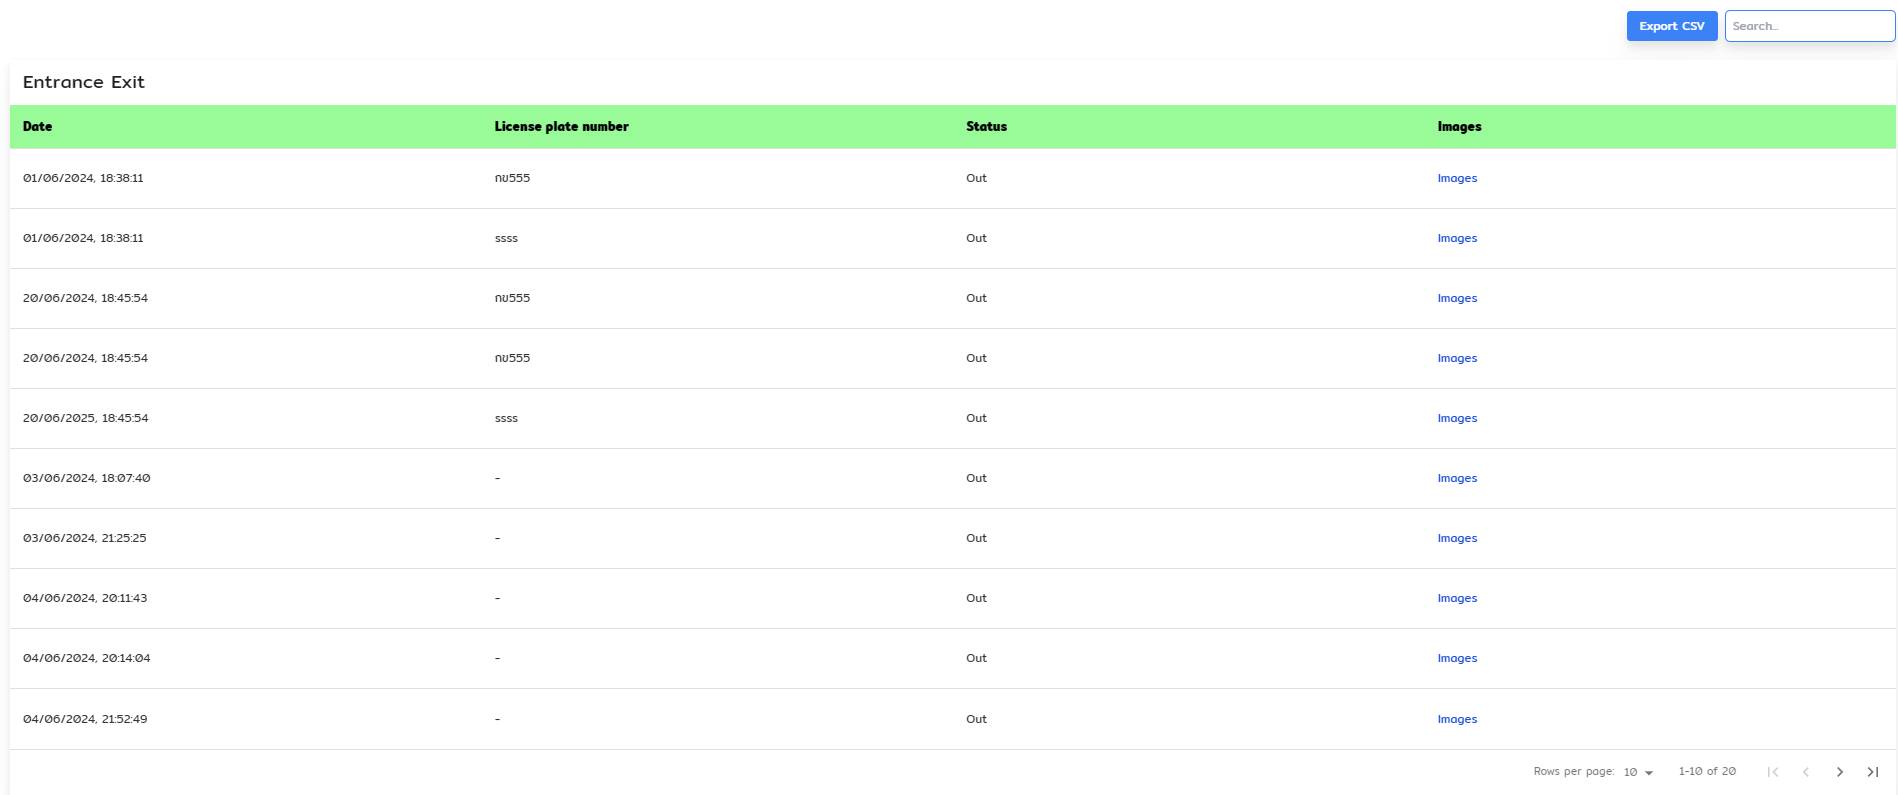 Export CSV Search...
Entrance Exit
Date License plate number Status Images
01/06/2024, 18:38:11 กข555 Out Images
01/06/2024, 18:38:11 ssss Out Images
20/06/2024, 18:45:54 กข555 Out Images
20/06/2024, 18:45:54 กข555 Out Images
20/06/2025, 18:45:54 ssss Out Images
03/06/2024, 18:07:40 - Out Images
03/06/2024, 21:25:25 - Out Images
04/06/2024, 20:11:43 - Out Images
04/06/2024, 20:14:04 - Out Images
04/06/2024, 21:52:49 - Out Images
Rows per page: 10 1-10 of 20